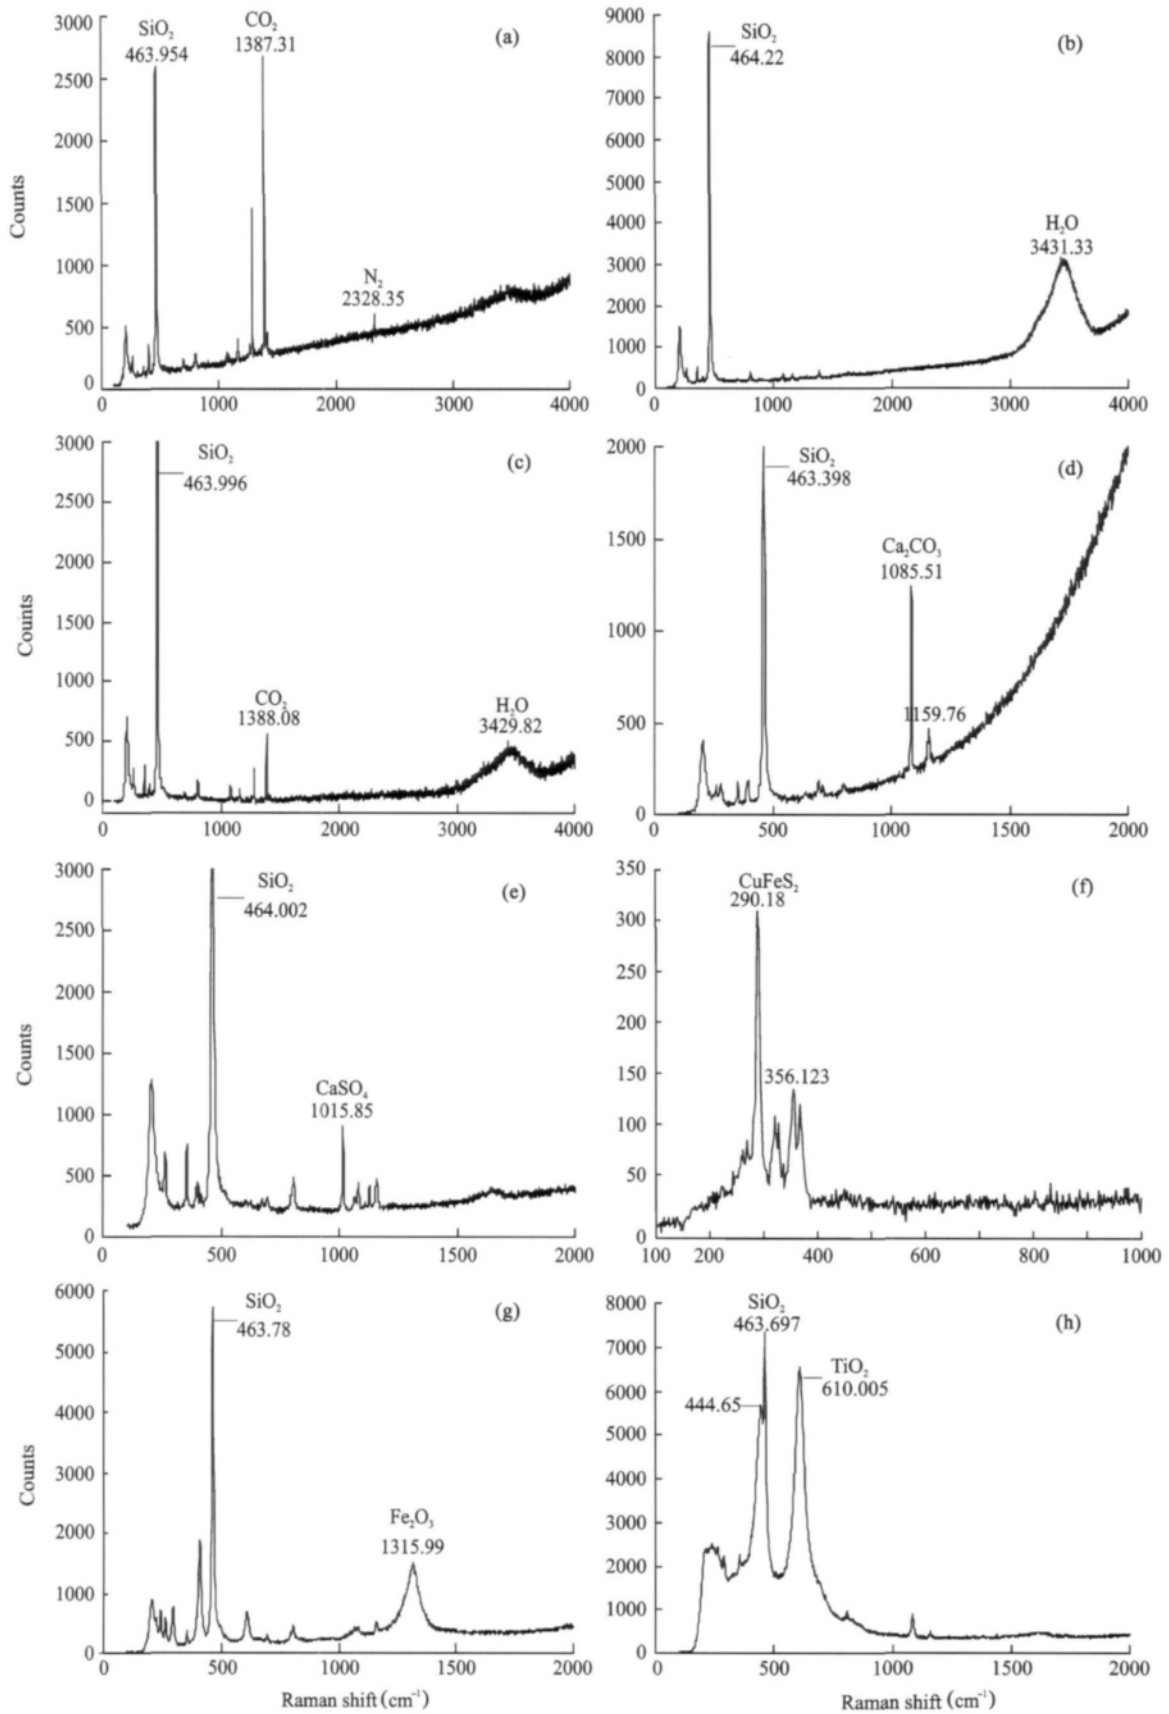 (a)
SiO₂
463.954
CO₂
1387.31
N₂
2328.35
Counts
3000
2500
2000
1500
1000
500
0
0 1000 2000 3000 4000
(b)
SiO₂
464.22
H₂O
3431.33
9000
8000
7000
6000
5000
4000
3000
2000
1000
0
0 1000 2000 3000 4000
(c)
SiO₂
463.996
CO₂
1388.08
H₂O
3429.82
Counts
3000
2500
2000
1500
1000
500
0
0 1000 2000 3000 4000
(d)
SiO₂
463.398
Ca₂CO₃
1085.51
1159.76
2000
1500
1000
500
0
0 500 1000 1500 2000
(e)
SiO₂
464.002
CaSO₄
1015.85
Counts
3000
2500
2000
1500
1000
500
0
0 500 1000 1500 2000
(f)
CuFeS₂
290.18
356.123
350
300
250
200
150
100
50
0
100 200 400 600 800 1000
(g)
SiO₂
463.78
Fe₂O₃
1315.99
Counts
6000
5000
4000
3000
2000
1000
0
0 500 1000 1500 2000
Raman shift (cm⁻¹)
(h)
SiO₂
463.697
444.65
TiO₂
610.005
8000
7000
6000
5000
4000
3000
2000
1000
0
0 500 1000 1500 2000
Raman shift (cm⁻¹)